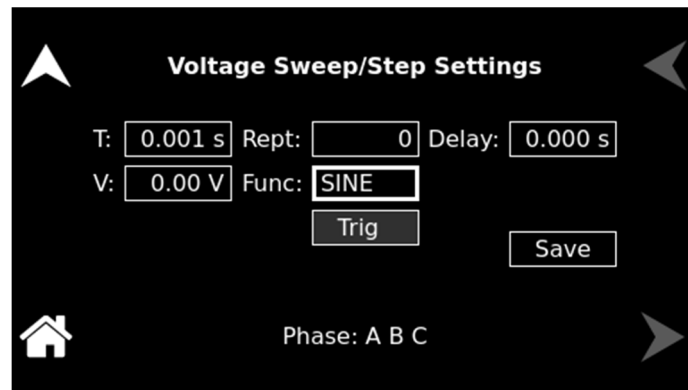 Voltage Sweep/Step Settings
T: 0.001 s Rept: 0 Delay: 0.000 s
V: 0.00 V Func: SINE
Trig
Save
Phase: A B C